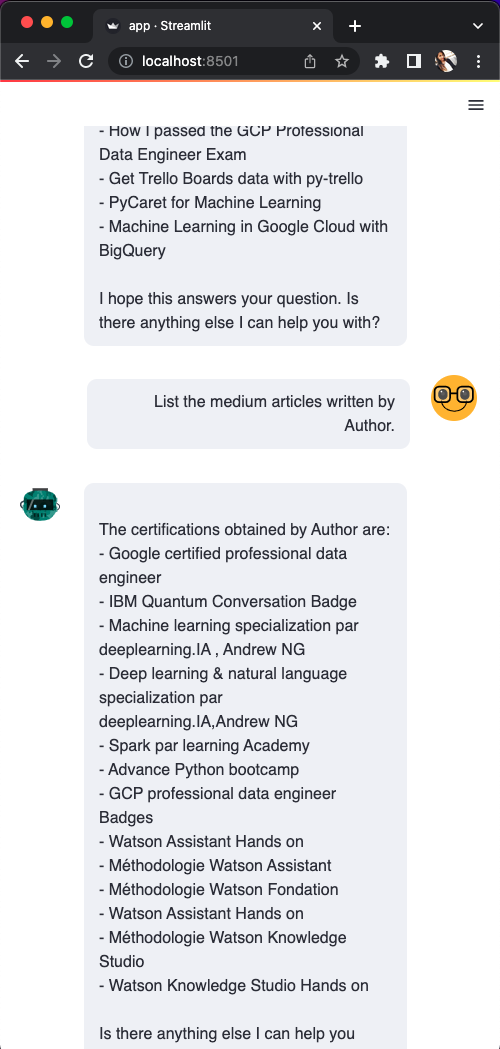 app · Streamlit
localhost:8501
- How I passed the GCP Professional
Data Engineer Exam
- Get Trello Boards data with py-trello
- PyCaret for Machine Learning
- Machine Learning in Google Cloud with
BigQuery
I hope this answers your question. Is
there anything else I can help you with?
List the medium articles written by
Author.
The certifications obtained by Author are:
- Google certified professional data
engineer
- IBM Quantum Conversation Badge
- Machine learning specialization par
deeplearning.IA , Andrew NG
- Deep learning & natural language
specialization par
deeplearning.IA,Andrew NG
- Spark par learning Academy
- Advance Python bootcamp
- GCP professional data engineer
Badges
- Watson Assistant Hands on
- Méthodologie Watson Assistant
- Méthodologie Watson Fondation
- Watson Assistant Hands on
- Méthodologie Watson Knowledge
Studio
- Watson Knowledge Studio Hands on
Is there anything else I can help you